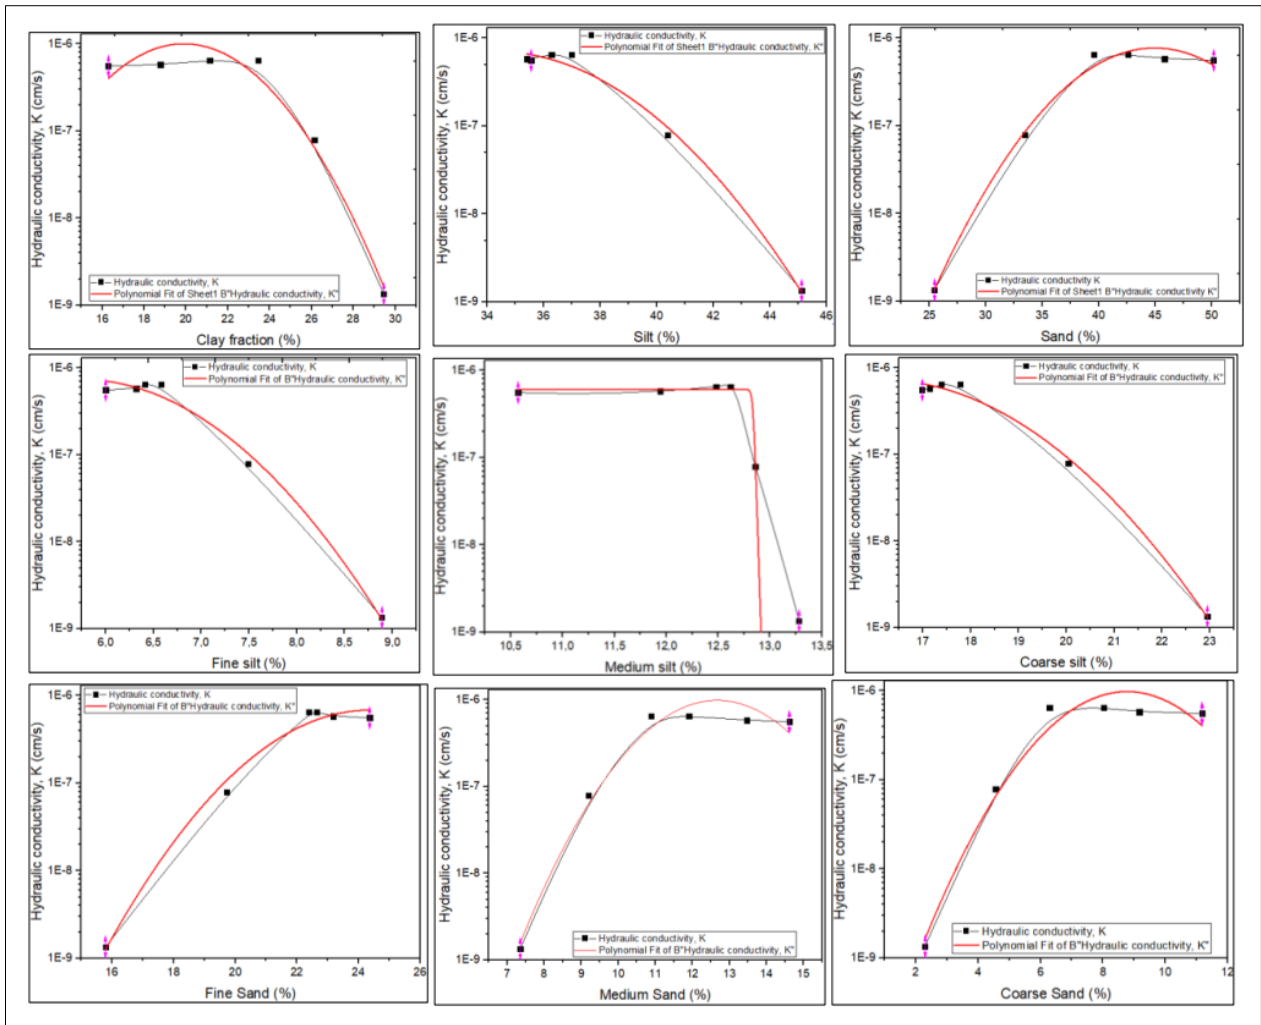 Hydraulic conductivity, K (cm/s)
1E-6
1E-7
1E-8
1E-9
Hydraulic conductivity, K
Polynomial Fit of Sheet1 B"Hydraulic conductivity, K"
16 18 20 22 24 26 28 30
Clay fraction (%)
Hydraulic conductivity, K (cm/s)
1E-6
1E-7
1E-8
1E-9
Hydraulic conductivity, K
Polynomial Fit of Sheet1 B"Hydraulic conductivity, K"
34 36 38 40 42 44 46
Silt (%)
Hydraulic conductivity K (cm/s)
1E-6
1E-7
1E-8
1E-9
Hydraulic conductivity, K
Polynomial Fit of Sheet1 B"Hydraulic conductivity K"
25 30 35 40 45 50
Sand (%)
Hydraulic conductivity, K (cm/s)
1E-6
1E-7
1E-8
1E-9
Hydraulic conductivity, K
Polynomial Fit of B"Hydraulic conductivity, K"
6,0 6,5 7,0 7,5 8,0 8,5 9,0
Fine silt (%)
Hydraulic conductivity, K (cm/s)
1E-6
1E-7
1E-8
1E-9
Hydraulic conductivity, K
Polynomial Fit of B"Hydraulic conductivity, K"
10,5 11,0 11,5 12,0 12,5 13,0 13,5
Medium silt (%)
Hydraulic conductivity, K (cm/s)
1E-6
1E-7
1E-8
1E-9
Hydraulic conductivity, K
Polynomial Fit of B"Hydraulic conductivity, K"
17 18 19 20 21 22 23
Coarse silt (%)
Hydraulic conductivity, K (cm/s)
1E-6
1E-7
1E-8
1E-9
Hydraulic conductivity, K
Polynomial Fit of B"Hydraulic conductivity, K"
16 18 20 22 24 26
Fine Sand (%)
Hydraulic conductivity, K (cm/s)
1E-6
1E-7
1E-8
1E-9
Hydraulic conductivity, K
Polynomial Fit of B"Hydraulic conductivity, K"
7 8 9 10 11 12 13 14 15
Medium Sand (%)
Hydraulic conductivity, K (cm/s)
1E-6
1E-7
1E-8
1E-9
Hydraulic conductivity, K
Polynomial Fit of B"Hydraulic conductivity, K"
2 4 6 8 10 12
Coarse Sand (%)